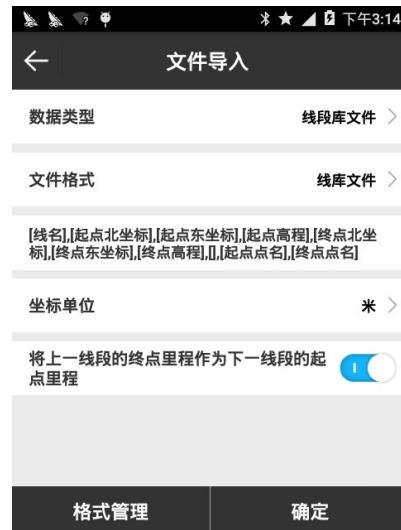 下午3:14
文件导入
数据类型 线段库文件
文件格式 线库文件
[线名],[起点北坐标],[起点东坐标],[起点高程],[终点北坐
标],[终点东坐标],[终点高程],[],[起点点名],[终点点名]
坐标单位 米
将上一线段的终点里程作为下一线段的起
点里程
格式管理 确定